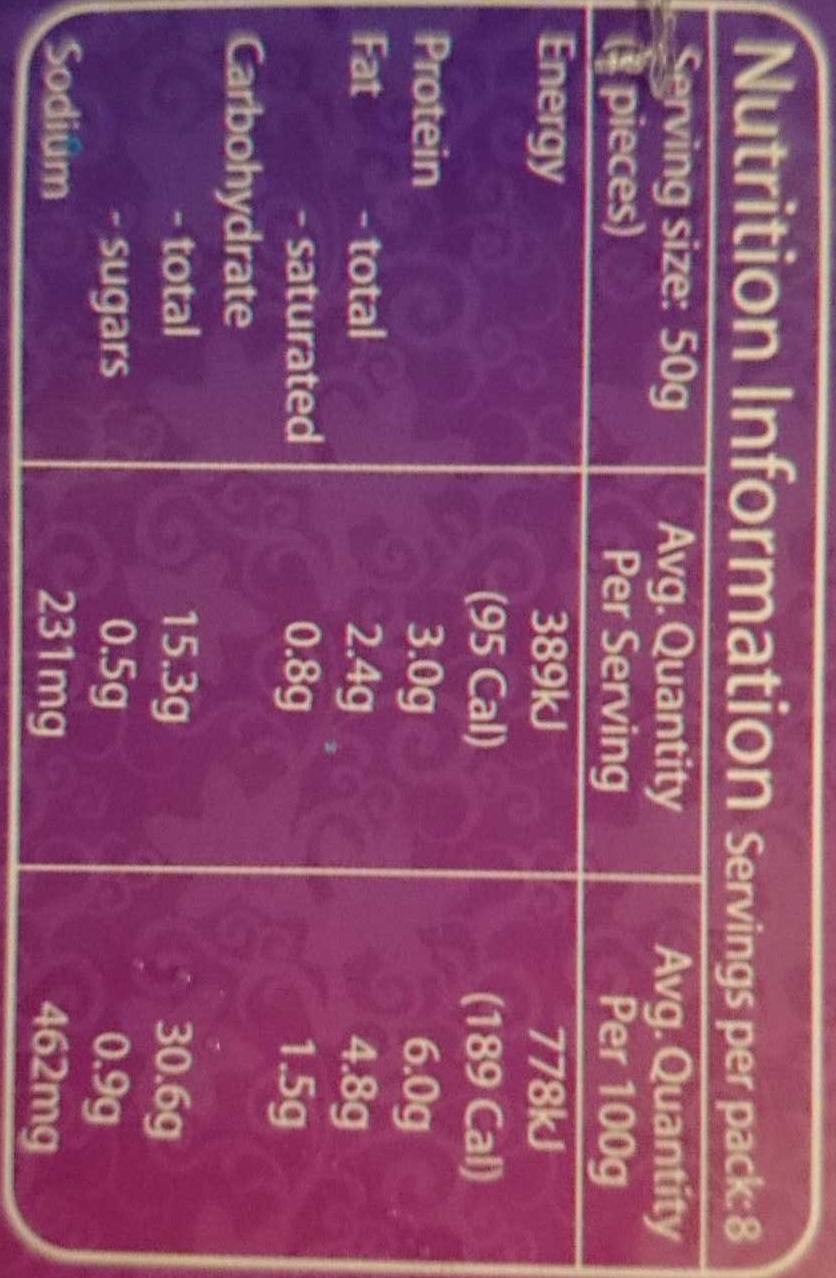 Nutrition Information Servings per pack: 8
Serving size: 50g Avg. Quantity Avg. Quantity
pieces) Per Serving Per 100g
Energy 389kJ 778kJ
(95 Cal) (189 Cal)
Protein 3.0g 6.0g
Fat - total 2.4g 4.8g
- saturated 0.8g 1.5g
Carbohydrate
- total 15.3g 30.6g
- sugars 0.5g 0.9g
Sodium 231mg 462mg